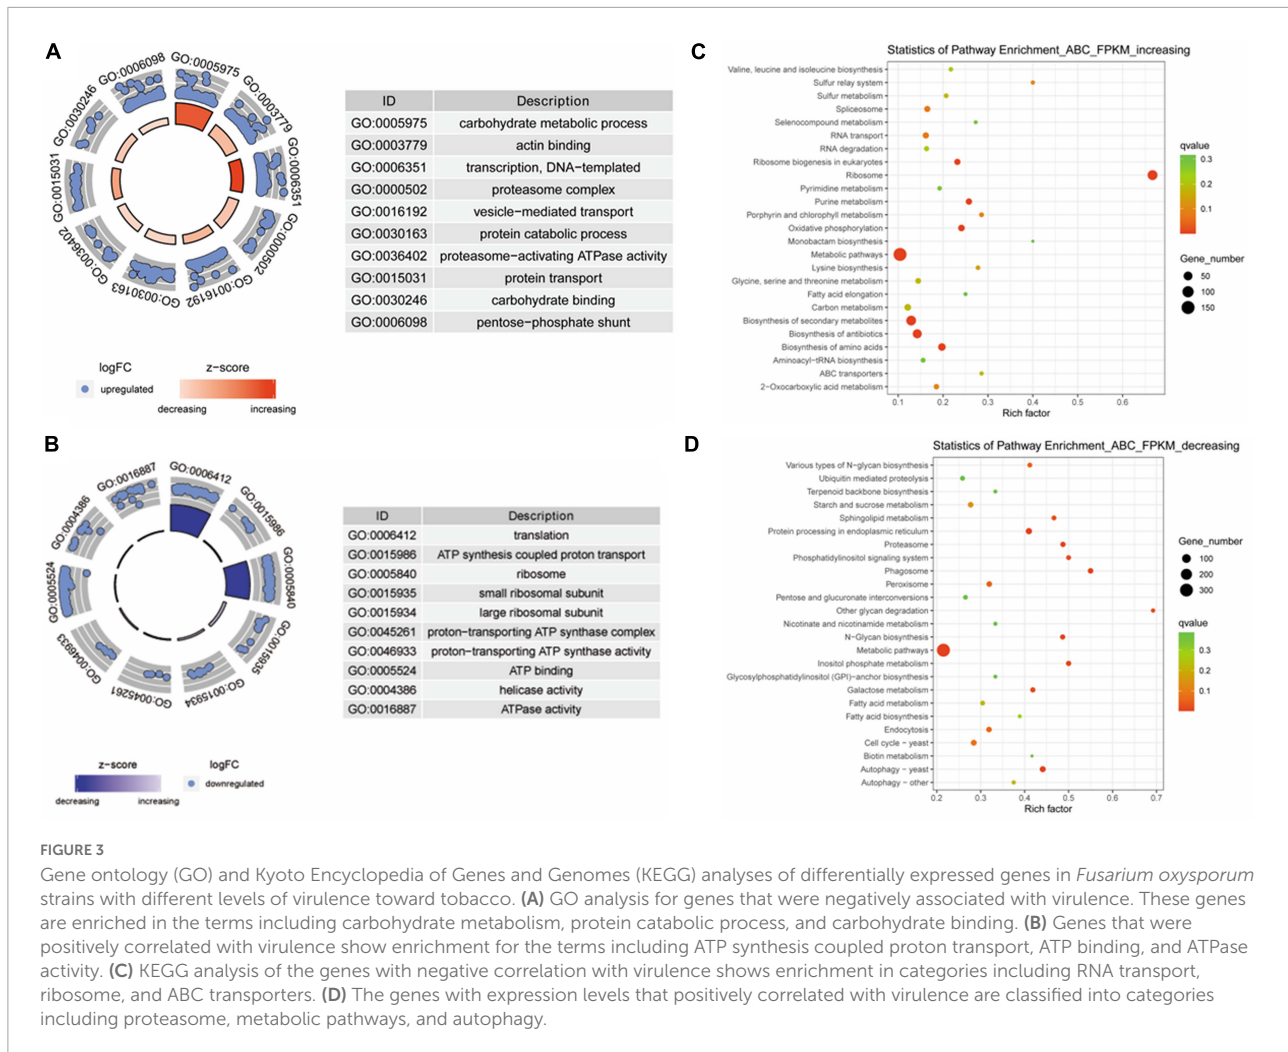 A
GO:0006098
GO:0005975
GO:0003779
GO:0006351
GO:0000502
GO:0016192
GO:0030163
GO:0036402
GO:0015031
GO:0030246
ID Description
GO:0005975 carbohydrate metabolic process
GO:0003779 actin binding
GO:0006351 transcription, DNA−templated
GO:0000502 proteasome complex
GO:0016192 vesicle−mediated transport
GO:0030163 protein catabolic process
GO:0036402 proteasome−activating ATPase activity
GO:0015031 protein transport
GO:0030246 carbohydrate binding
GO:0006098 pentose−phosphate shunt
logFC
upregulated
z−score
decreasing increasing
B
GO:0016887
GO:0006412
GO:0015986
GO:0005840
GO:0015935
GO:0015934
GO:0045261
GO:0046933
GO:0005524
GO:0004386
ID Description
GO:0006412 translation
GO:0015986 ATP synthesis coupled proton transport
GO:0005840 ribosome
GO:0015935 small ribosomal subunit
GO:0015934 large ribosomal subunit
GO:0045261 proton−transporting ATP synthase complex
GO:0046933 proton−transporting ATP synthase activity
GO:0005524 ATP binding
GO:0004386 helicase activity
GO:0016887 ATPase activity
z−score
decreasing increasing
logFC
downregulated
C
Statistics of Pathway Enrichment_ABC_FPKM_increasing
Valine, leucine and isoleucine biosynthesis
Sulfur relay system
Sulfur metabolism
Spliceosome
Selenocompound metabolism
RNA transport
RNA degradation
Ribosome biogenesis in eukaryotes
Ribosome
Pyrimidine metabolism
Purine metabolism
Porphyrin and chlorophyll metabolism
Oxidative phosphorylation
Monobactam biosynthesis
Metabolic pathways
Lysine biosynthesis
Glycine, serine and threonine metabolism
Fatty acid elongation
Carbon metabolism
Biosynthesis of secondary metabolites
Biosynthesis of antibiotics
Biosynthesis of amino acids
Aminoacyl−tRNA biosynthesis
ABC transporters
2−Oxocarboxylic acid metabolism
0.1 0.2 0.3 0.4 0.5 0.6
Rich factor
qvalue
0.3
0.2
0.1
Gene_number
50
100
150
D
Statistics of Pathway Enrichment_ABC_FPKM_decreasing
Various types of N−glycan biosynthesis
Ubiquitin mediated proteolysis
Terpenoid backbone biosynthesis
Starch and sucrose metabolism
Sphingolipid metabolism
Protein processing in endoplasmic reticulum
Proteasome
Phosphatidylinositol signaling system
Phagosome
Peroxisome
Pentose and glucuronate interconversions
Other glycan degradation
Nicotinate and nicotinamide metabolism
N−Glycan biosynthesis
Metabolic pathways
Inositol phosphate metabolism
Glycosylphosphatidylinositol (GPI)−anchor biosynthesis
Galactose metabolism
Fatty acid metabolism
Fatty acid biosynthesis
Endocytosis
Cell cycle − yeast
Biotin metabolism
Autophagy − yeast
Autophagy − other
0.2 0.3 0.4 0.5 0.6 0.7
Rich factor
Gene_number
100
200
300
qvalue
0.3
0.2
0.1
FIGURE 3
Gene ontology (GO) and Kyoto Encyclopedia of Genes and Genomes (KEGG) analyses of differentially expressed genes in Fusarium oxysporum
strains with different levels of virulence toward tobacco. (A) GO analysis for genes that were negatively associated with virulence. These genes
are enriched in the terms including carbohydrate metabolism, protein catabolic process, and carbohydrate binding. (B) Genes that were
positively correlated with virulence show enrichment for the terms including ATP synthesis coupled proton transport, ATP binding, and ATPase
activity. (C) KEGG analysis of the genes with negative correlation with virulence shows enrichment in categories including RNA transport,
ribosome, and ABC transporters. (D) The genes with expression levels that positively correlated with virulence are classified into categories
including proteasome, metabolic pathways, and autophagy.